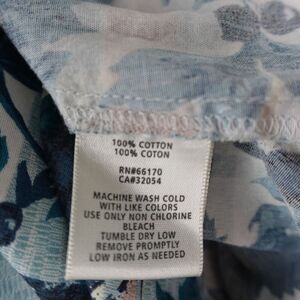 100% COTTON
100% COTON
RN#66170
CA#32054
MACHINE WASH COLD
WITH LIKE COLORS
USE ONLY NON CHLORINE
BLEACH
TUMBLE DRY LOW
REMOVE PROMPTLY
LOW IRON AS NEEDED